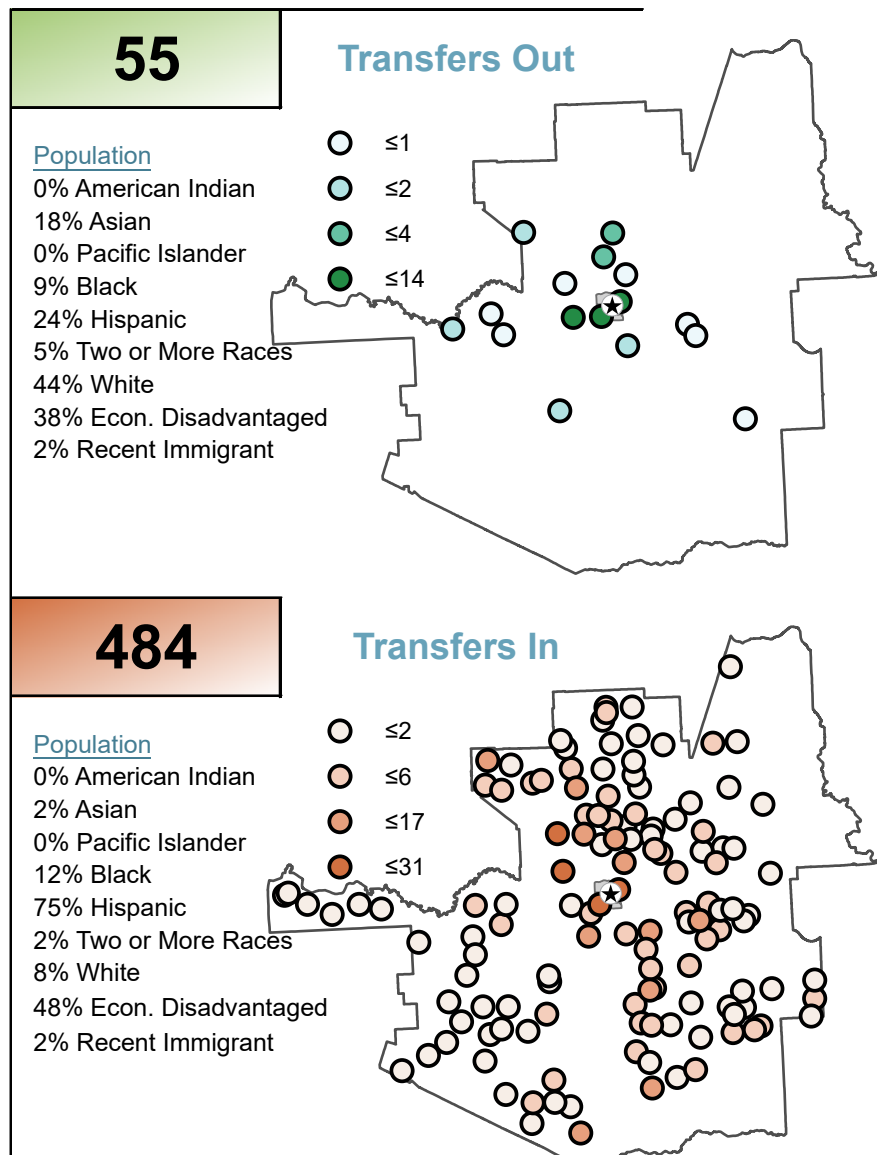 55
Transfers Out
≤1
≤2
≤4
≤14
Population
0% American Indian
18% Asian
0% Pacific Islander
9% Black
24% Hispanic
5% Two or More Races
44% White
38% Econ. Disadvantaged
2% Recent Immigrant
484
Transfers In
≤2
≤6
≤17
≤31
Population
0% American Indian
2% Asian
0% Pacific Islander
12% Black
75% Hispanic
2% Two or More Races
8% White
48% Econ. Disadvantaged
2% Recent Immigrant